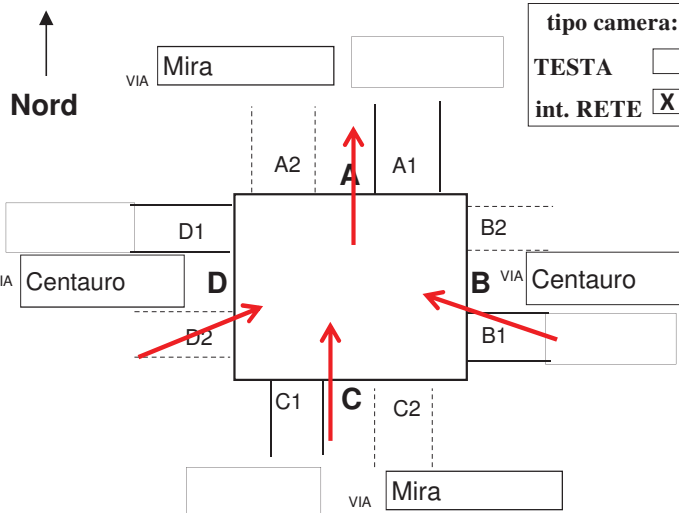 tipo camera:
VIA Mira
TESTA
Nord
int. RETE X
A2 A A1
D1 B2
VIA Centauro D B VIA Centauro
D2 B1
C1 C C2
VIA Mira